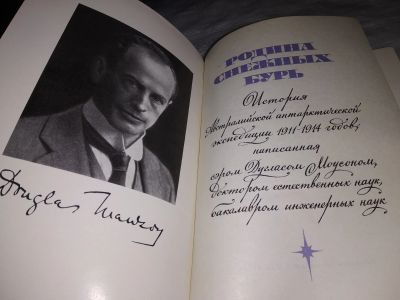 Douglas Mawson
РОДИНА
СНЕЖНЫХ
БУРЬ
История
Австралийской антарктической
экспедиции 1911-1914 годов,
написанная
сэром Дугласом Моусоном,
доктором естественных наук,
бакалавром инженерных наук